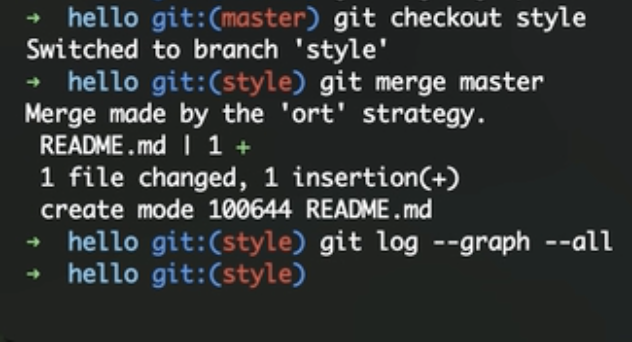 → hello git:(master) git checkout style
Switched to branch 'style'
→ hello git:(style) git merge master
Merge made by the 'ort' strategy.
README.md | 1 +
1 file changed, 1 insertion(+)
create mode 100644 README.md
→ hello git:(style) git log --graph --all
→ hello git:(style)